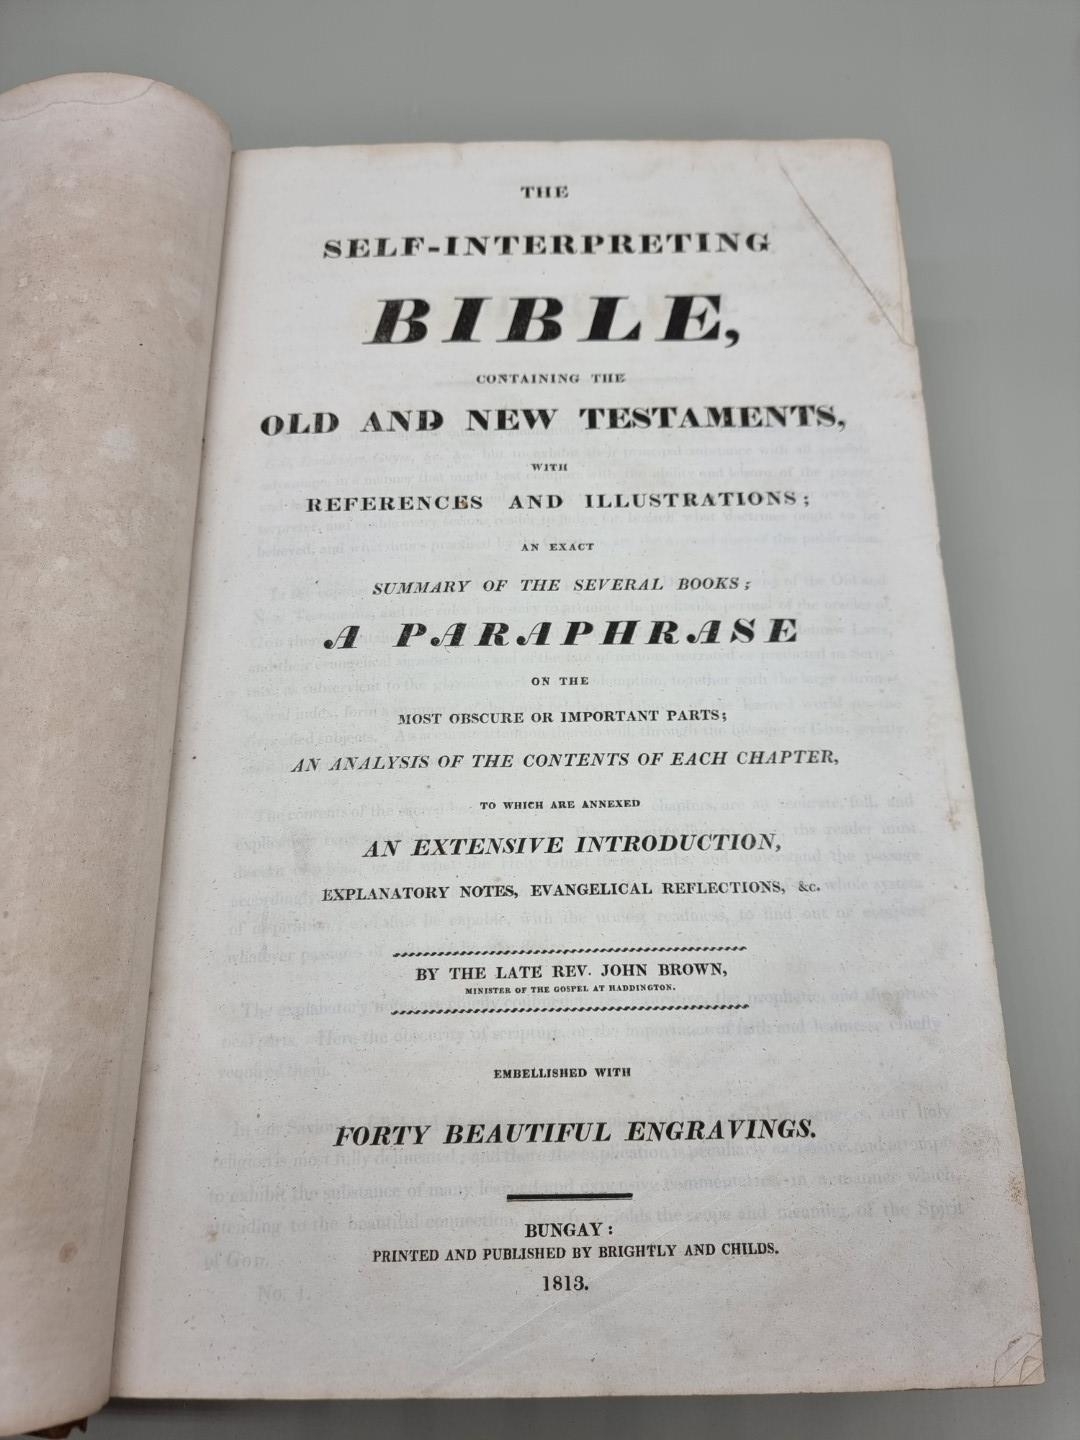 THE
SELF-INTERPRETING
BIBLE,
CONTAINING THE
OLD AND NEW TESTAMENTS,
WITH
REFERENCES AND ILLUSTRATIONS;
AN EXACT
SUMMARY OF THE SEVERAL BOOKS;
A PARAPHRASE
ON THE
MOST OBSCURE OR IMPORTANT PARTS;
AN ANALYSIS OF THE CONTENTS OF EACH CHAPTER,
TO WHICH ARE ANNEXED
AN EXTENSIVE INTRODUCTION,
EXPLANATORY NOTES, EVANGELICAL REFLECTIONS, &c.
BY THE LATE REV. JOHN BROWN,
MINISTER OF THE GOSPEL AT HADDINGTON.
EMBELLISHED WITH
FORTY BEAUTIFUL ENGRAVINGS.
BUNGAY:
PRINTED AND PUBLISHED BY BRIGHTLY AND CHILDS.
1813.